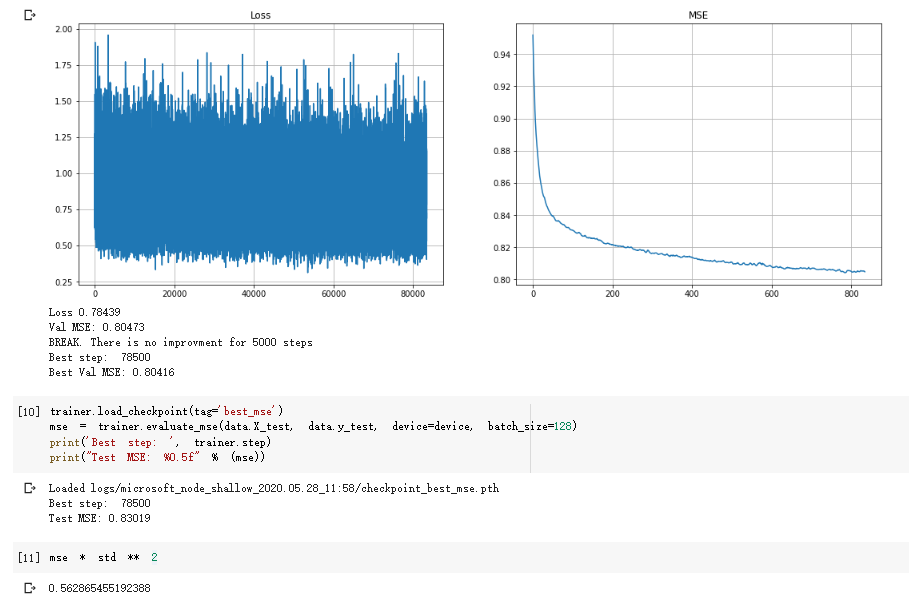 Loss
MSE
2.00
1.75
1.50
1.25
1.00
0.75
0.50
0.25
0 20000 40000 60000 80000
0.94
0.92
0.90
0.88
0.86
0.84
0.82
0.80
0 200 400 600 800
Loss 0.78439
Val MSE: 0.80473
BREAK. There is no improvment for 5000 steps
Best step: 78500
Best Val MSE: 0.80416
[10] trainer.load_checkpoint(tag='best_mse')
mse = trainer.evaluate_mse(data.X_test, data.y_test, device=device, batch_size=128)
print('Best step: ', trainer.step)
print("Test MSE: %0.5f" % (mse))
Loaded logs/microsoft_node_shallow_2020.05.28_11:58/checkpoint_best_mse.pth
Best step: 78500
Test MSE: 0.83019
[11] mse * std ** 2
0.562865455192388